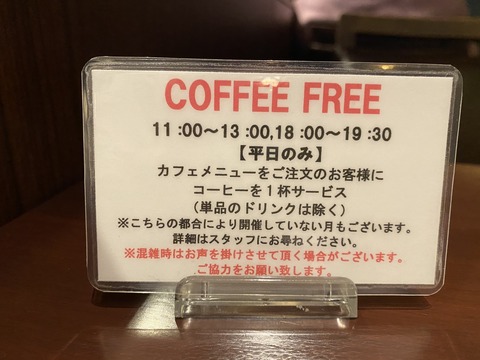 COFFEE FREE
11:00〜13:00,18:00〜19:30
【平日のみ】
カフェメニューをご注文のお客様に
コーヒーを1杯サービス
(単品のドリンクは除く)
※こちらの都合により開催していない月もございます。
詳細はスタッフにお尋ねください。
※混雑時はお声を掛けさせて頂く場合がございます。
ご協力をお願い致します。